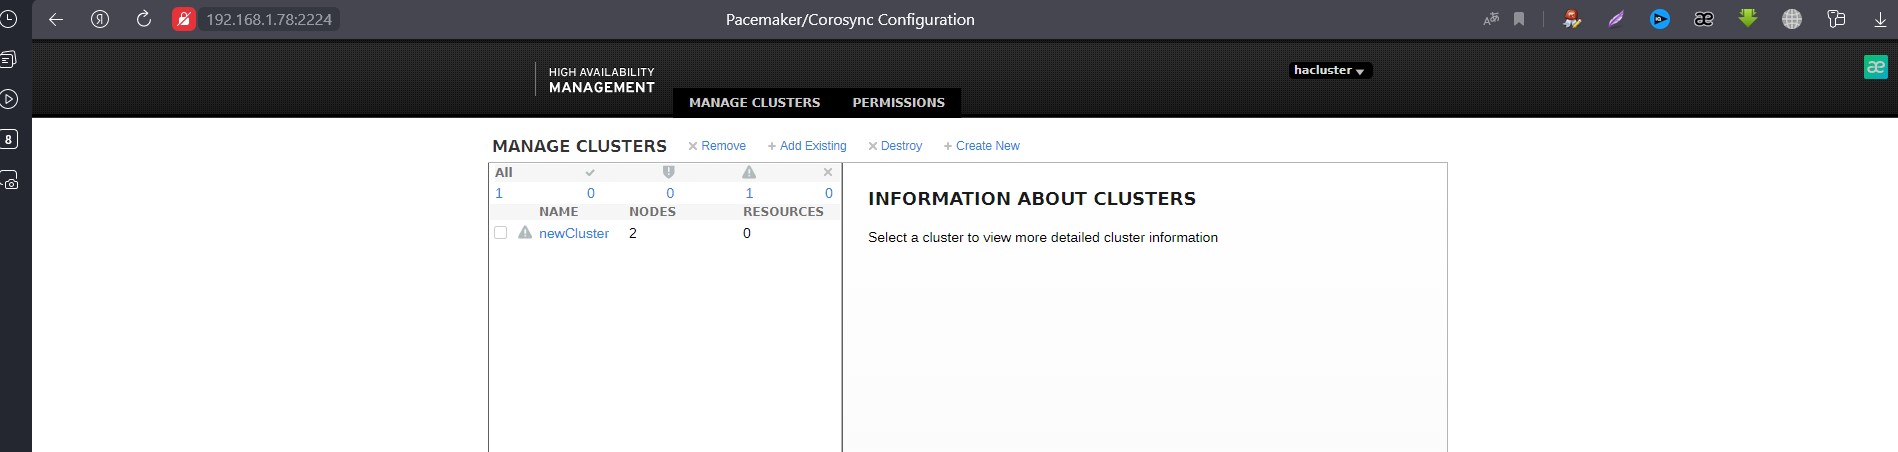 192.168.1.78:2224
Pacemaker/Corosync Configuration
HIGH AVAILABILITY
MANAGEMENT
hacluster
MANAGE CLUSTERS PERMISSIONS
MANAGE CLUSTERS Remove Add Existing Destroy Create New
All
1 0 0 1 0
NAME NODES RESOURCES
newCluster 2 0
INFORMATION ABOUT CLUSTERS
Select a cluster to view more detailed cluster information
8
æ
æ